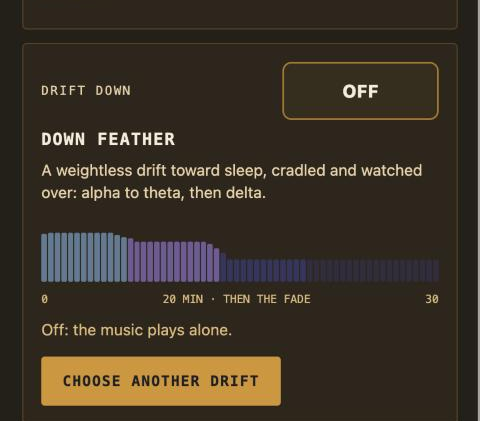 DRIFT DOWN
OFF
DOWN FEATHER
A weightless drift toward sleep, cradled and watched
over: alpha to theta, then delta.
0 20 MIN · THEN THE FADE 30
Off: the music plays alone.
CHOOSE ANOTHER DRIFT